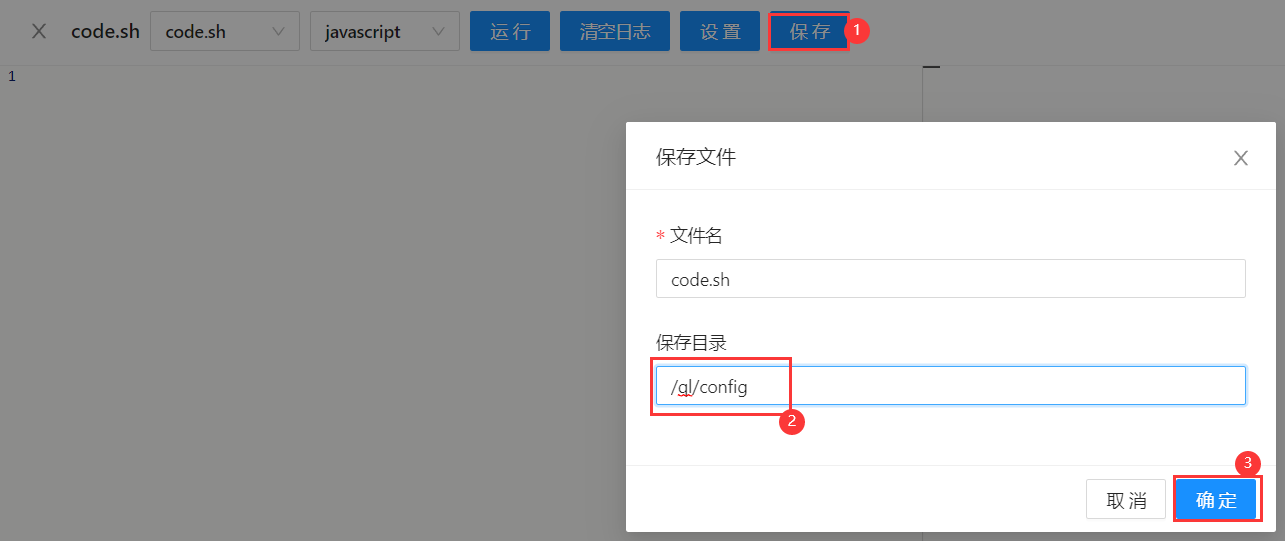 code.sh code.sh javascript 运行 清空日志 设置 保存 1
1
保存文件
* 文件名
code.sh
保存目录
/ql/config
2
3
取消 确定